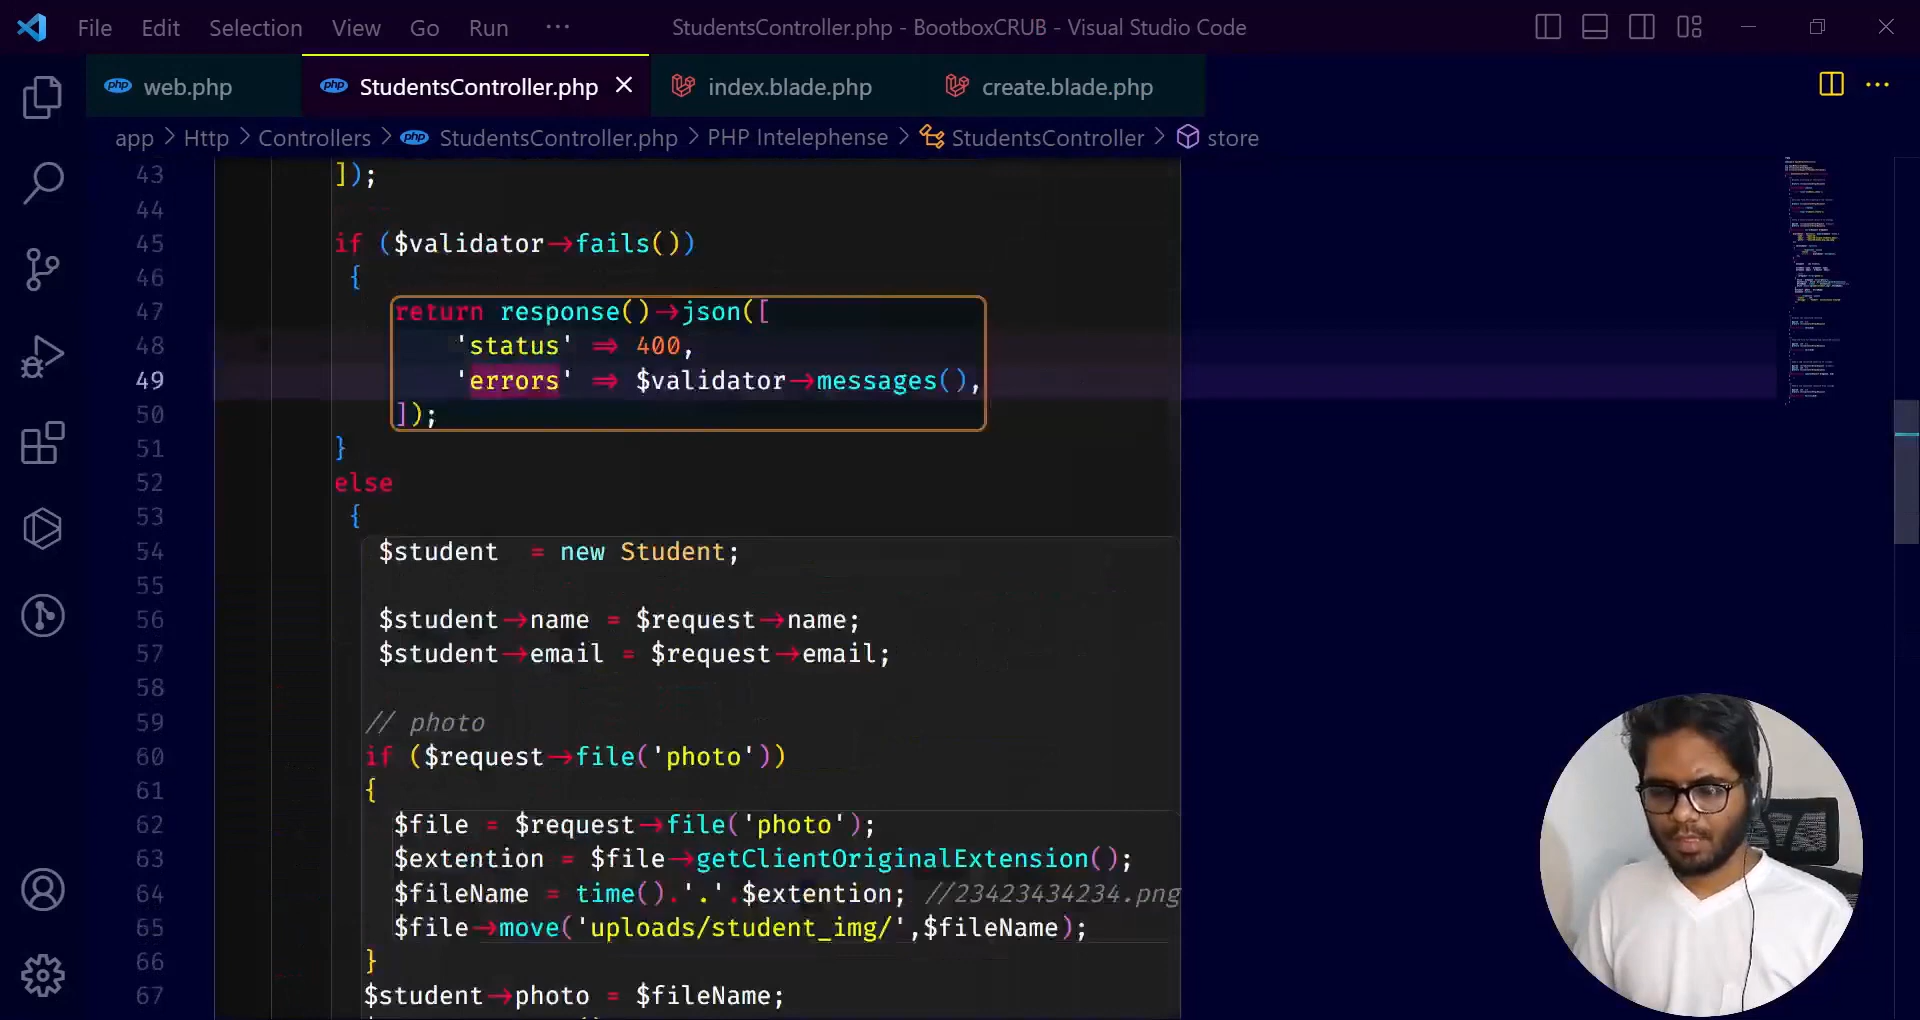 File Edit Selection View Go Run ··· StudentsController.php - BootboxCRUB - Visual Studio Code
web.php StudentsController.php index.blade.php create.blade.php
app > Http > Controllers > StudentsController.php > PHP Intelephense > StudentsController > store
43 ]);
44
45 if ($validator->fails())
46 {
47 return response()->json([
48 'status' => 400,
49 'errors' => $validator->messages(),
50 ]);
51 }
52 else
53 {
54 $student = new Student;
55
56 $student->name = $request->name;
57 $student->email = $request->email;
58
59 // photo
60 if ($request->file('photo'))
61 {
62 $file = $request->file('photo');
63 $extention = $file->getClientOriginalExtension();
64 $fileName = time().'.'.$extention; //23423434234.png
65 $file->move('uploads/student_img/',$fileName);
66 }
67 $student->photo = $fileName;